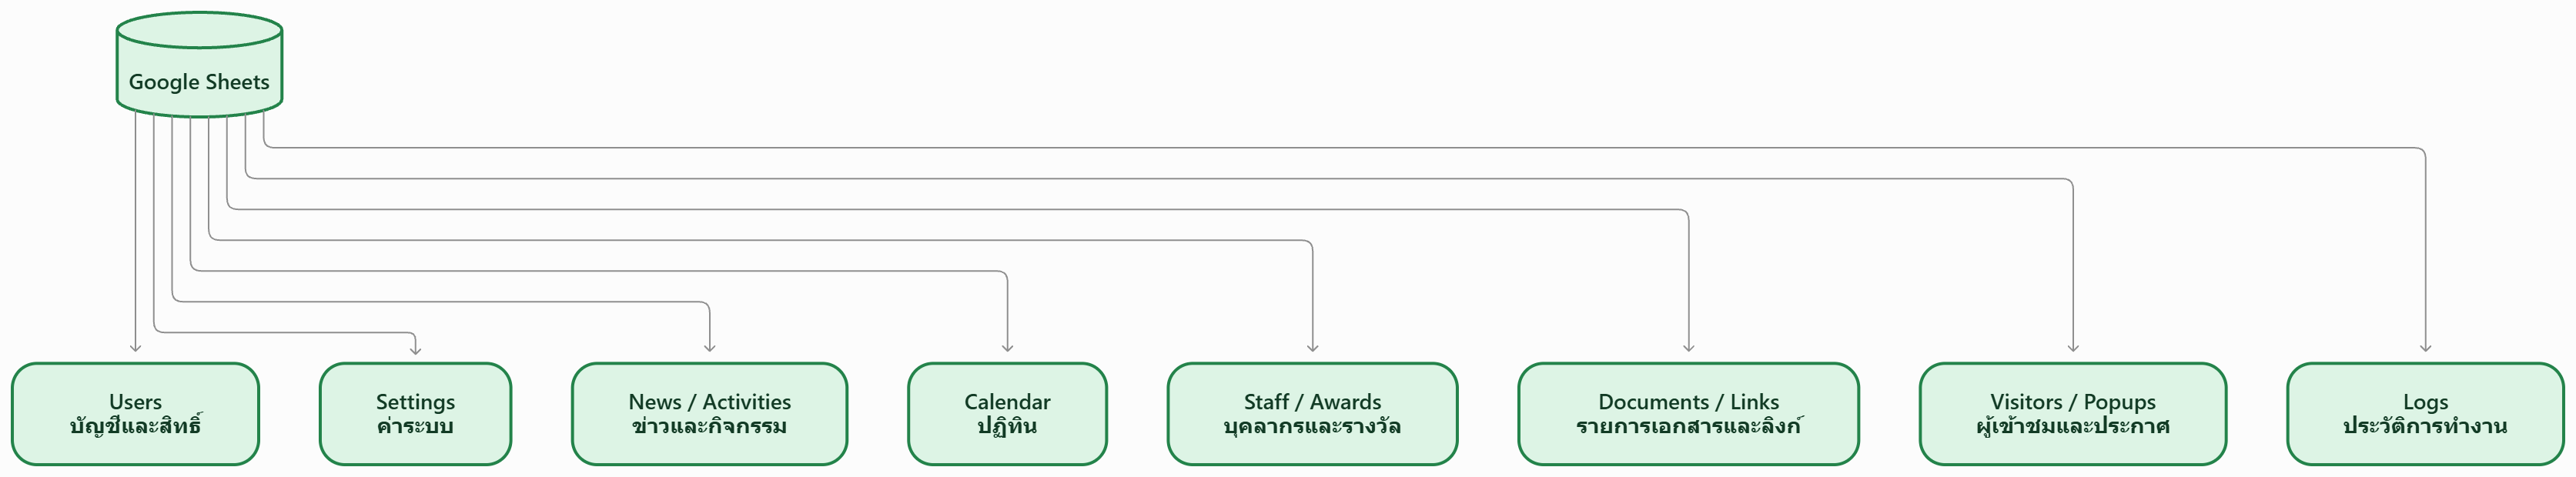 Google Sheets
Users
บัญชีและสิทธิ์
Settings
ค่าระบบ
News / Activities
ข่าวและกิจกรรม
Calendar
ปฏิทิน
Staff / Awards
บุคลากรและรางวัล
Documents / Links
รายการเอกสารและลิงก์
Visitors / Popups
ผู้เข้าชมและประกาศ
Logs
ประวัติการทำงาน